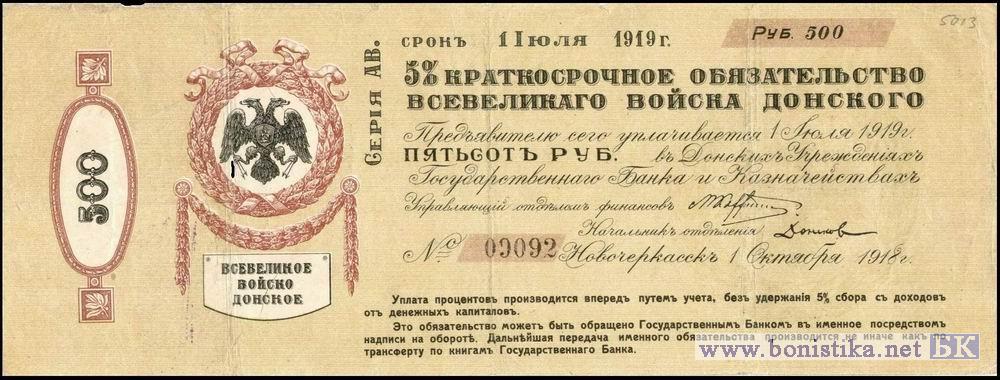 5013
500
СЕРІЯ АВ.
ВСЕВЕЛИКОЕ
ВОЙСКО
ДОНСКОЕ
СРОКЪ 1 ІЮЛЯ 1919 г.
РУБ. 500
5% КРАТКОСРОЧНОЕ ОБЯЗАТЕЛЬСТВО
ВСЕВЕЛИКАГО ВОЙСКА ДОНСКОГО
Предъявителю сего уплачивается 1 Іюля 1919 г.
ПЯТЬСОТЪ РУБ. въ Донскихъ Учрежденіяхъ
Государственнаго Банка и Казначействахъ
Управляющій отдѣломъ финансовъ
Начальникъ отдѣленія
№ 09092 Новочеркасскъ 1 Октября 1918 г.
Уплата процентовъ производится впередъ путемъ учета, безъ удержанія 5% сбора съ доходовъ
отъ денежныхъ капиталовъ.
Это обязательство можетъ быть обращено Государственнымъ Банкомъ въ именное посредствомъ
надписи на оборотѣ. Дальнѣйшая передача именного обязательства производится не иначе какъ по
трансферту по книгамъ Государственнаго Банка.
www.bonistika.net БК